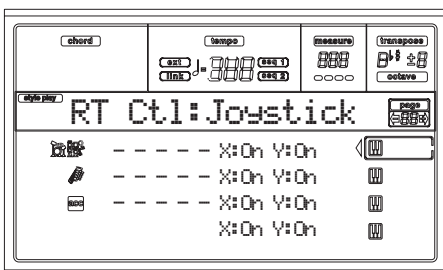 chord tempo measure transpose
ext seq 1
link seq 2
octave
style play
RT Ctl:Joystick page
- - - - - X:On Y:On
- - - - - X:On Y:On
acc - - - - - X:On Y:On
X:On Y:On